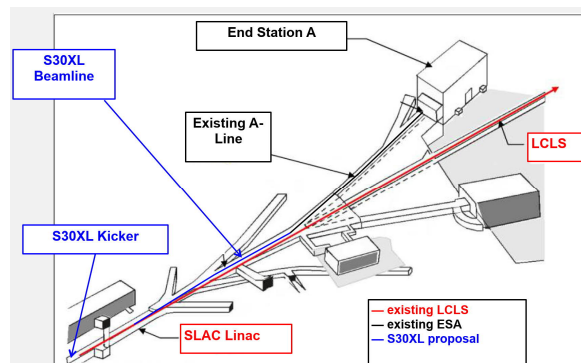 End Station A
S30XL
Beamline
Existing A-
Line
LCLS
S30XL Kicker
SLAC Linac
existing LCLS
existing ESA
S30XL proposal